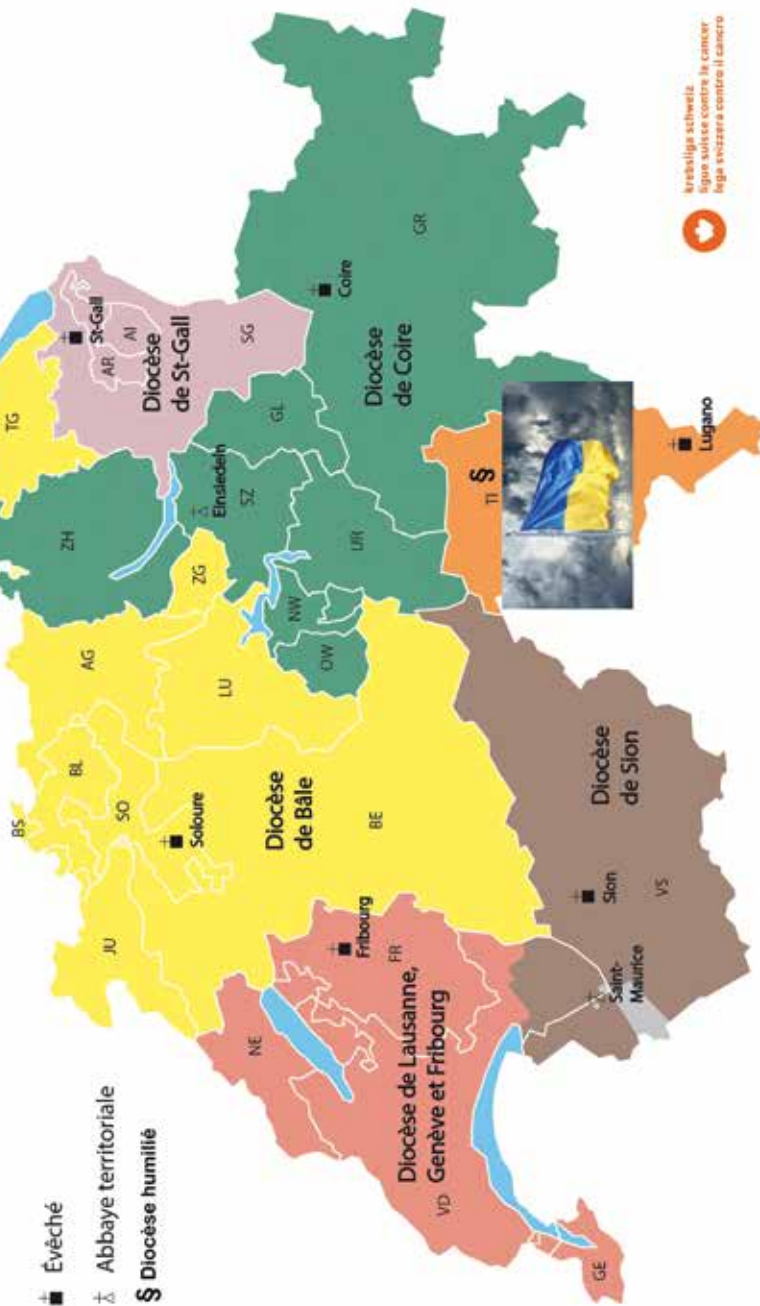 Évêché
Abbaye territoriale
§ Diocèse humilié
BS
JU
BL
SO
AG
Soloure
Diocèse
de Bâle
BE
LU
ZG
ZH
TG
St-Gall
AR
AI
Diocèse
de St-Gall
SG
Einsiedeln
SZ
GL
NW
OW
UR
Diocèse
de Coire
Coire
GR
NE
Fribourg
FR
Diocèse de Lausanne,
Genève et Fribourg
VD
GE
Saint-
Maurice
Sion
VS
Diocèse
de Sion
TI §
Lugano
krebsliga schweiz
ligue suisse contre le cancer
lega svizzera contro il cancro